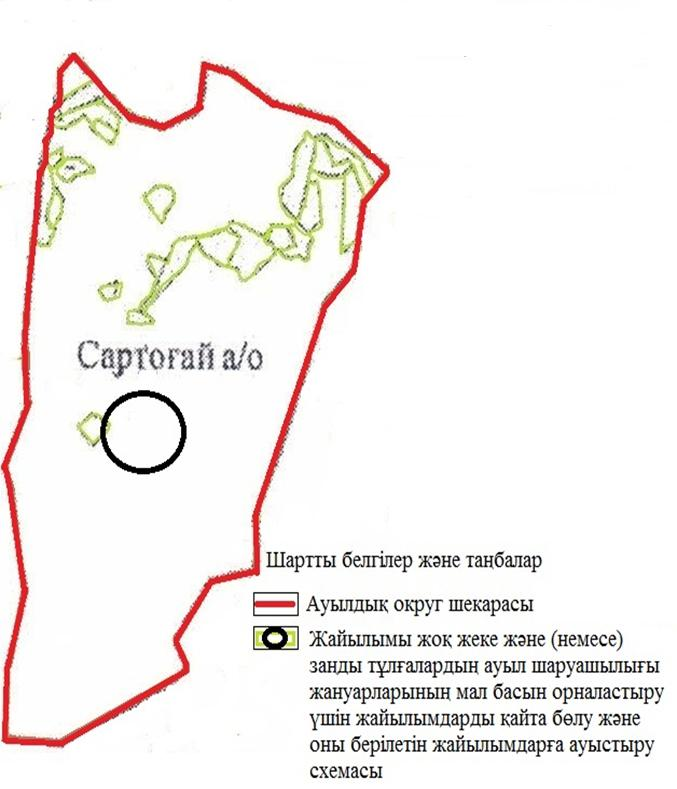 Сартоғай а/о
Шартты белгілер және таңбалар
Ауылдық округ шекарасы
Жайылымы жоқ жеке және (немесе)
занды тұлғалардың ауыл шаруашылығы
жануарларының мал басын орналастыру
үшін жайылымдарды қайта бөлу және
оны берілетін жайылымдарға ауыстыру
схемасы